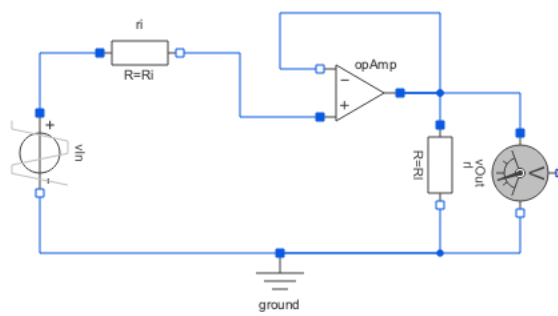 ri
R=Ri
opAmp
−
+
+
-
vIn
R=Rl
rl
vOut
V
ground